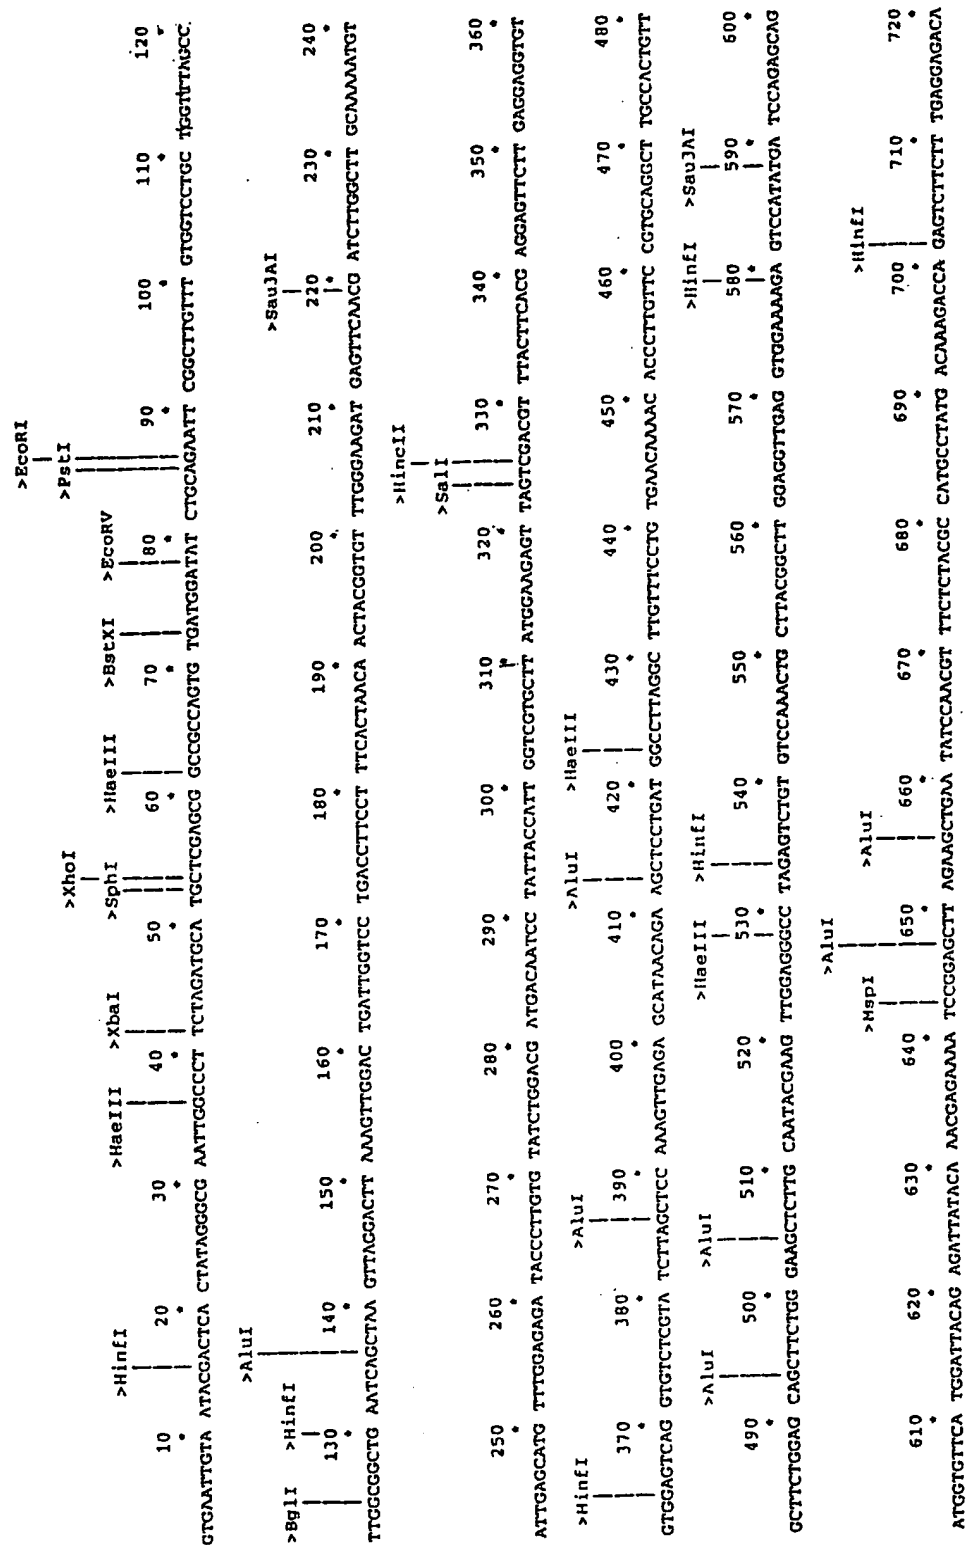 >EcoRI
>XhoI >PstI
>HinfI >HaeIII >XbaI >SphI >HaeIII >BstXI >EcoRV
10 20 30 40 50 60 70 80 90 100 110 120
* * * * * * * * * * * *
GTGAATTGTA ATACGACTCA CTATAGGGCG AATTGGCCCT TCTAGATGCA TGCTCGAGCG GCCGCCAGTG TGATGGATAT CTGCAGAATT CGGCTTGTTT GTGGTCCTGC TGGTTTAGCC
>BglI >HinfI >AluI >Sau3AI
130 140 150 160 170 180 190 200 210 220 230 240
* * * * * * * * * * * *
TTGGCGGCTG AATCAGCTAA GTTAGGACTT AAAGTTGGAC TGATTGGTCC TGACCTTCCT TTCACTAACA ACTACGGTGT TTGGGAAGAT GAGTTCAACG ATCTTGGCTT GCAAAAATGT
>HincII
>SalI
250 260 270 280 290 300 310 320 330 340 350 360
* * * * * * * * * * * *
ATTGAGCATG TTTGGAGAGA TACCCTTGTG TATCTGGACG ATGACAATCC TATTACCATT GGTCGTGCTT ATGGAAGAGT TAGTCGACGT TTACTTCACG AGGAGTTCTT GAGGAGGTGT
>HinfI >AluI >AluI >HaeIII
370 380 390 400 410 420 430 440 450 460 470 480
* * * * * * * * * * * *
GTGGAGTCAG GTGTCTCGTA TCTTAGCTCC AAAGTTGAGA GCATAACAGA AGCTCCTGAT GGCCTTAGGC TTGTTTCCTG TGAACAAAAC ACCCTTGTTC CGTGCAGGCT TGCCACTGTT
>AluI >AluI >HaeIII >HinfI >HinfI >Sau3AI
490 500 510 520 530 540 550 560 570 580 590 600
* * * * * * * * * * * *
GCTTCTGGAG CAGCTTCTGG GAAGCTCTTG CAATACGAAG TTGGAGGGCC TAGAGTCTGT GTCCAAACTG CTTACGGCTT GGAGGTTGAG GTGGAAAAGA GTCCATATGA TCCAGAGCAG
>MspI >AluI >AluI >HinfI
610 620 630 640 650 660 670 680 690 700 710 720
* * * * * * * * * * * *
ATGGTGTTCA TGGATTACAG AGATTATACA AACGAGAAAA TCCGGAGCTT AGAAGCTGAA TATCCAACGT TTCTCTACGC CATGCCTATG ACAAAGACCA GAGTCTTCTT TGAGGAGACA